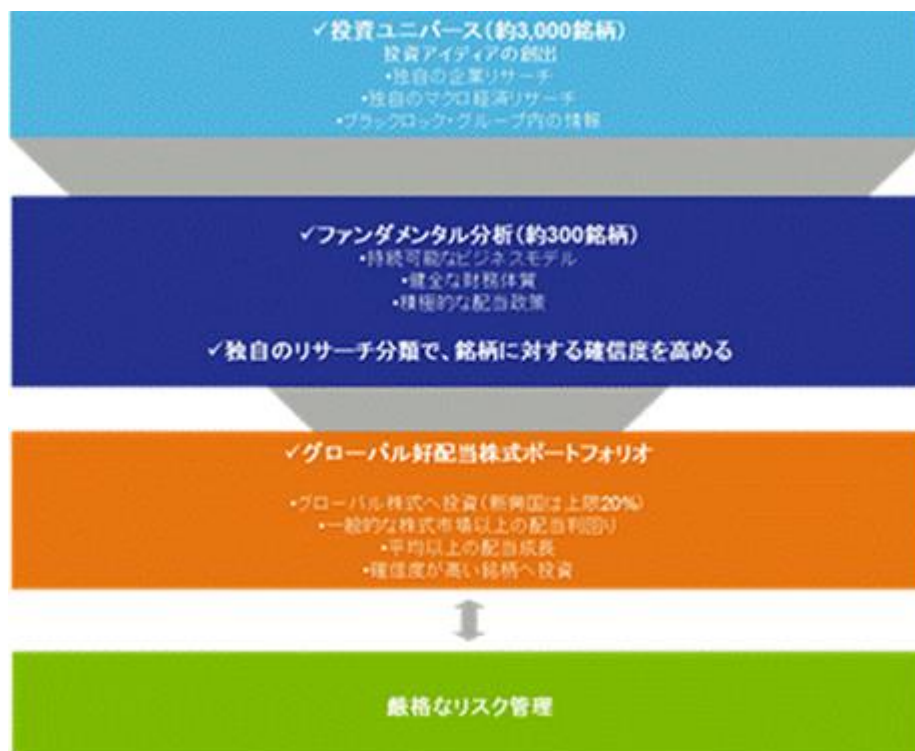 ✓投資ユニバース(約3,000銘柄)
投資アイディアの創出
•独自の企業リサーチ
•独自のマクロ経済リサーチ
•ブラックロック・グループ内の情報
✓ファンダメンタル分析(約300銘柄)
•持続可能なビジネスモデル
•健全な財務体質
•積極的な配当政策
✓独自のリサーチ分類で、銘柄に対する確信度を高める
✓グローバル好配当株式ポートフォリオ
•グローバル株式へ投資(新興国は上限20%)
•一般的な株式市場以上の配当利回り
•平均以上の配当成長
•確信度が高い銘柄へ投資
厳格なリスク管理